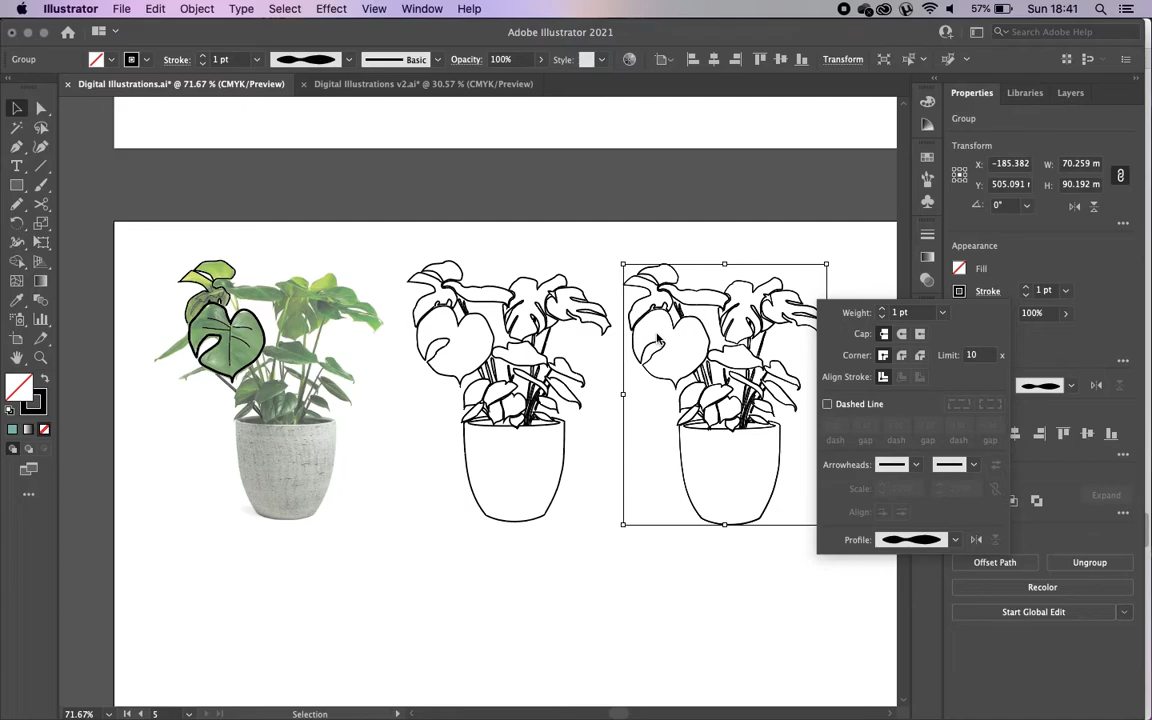 Illustrator File Edit Object Type Select Effect View Window Help 57% Sun 18:41
Adobe Illustrator 2021 Search Adobe Help
Group Stroke: 1 pt Basic Opacity: 100% Style: Transform
× Digital Illustrations.ai* @ 71.67 % (CMYK/Preview) × Digital Illustrations v2.ai* @ 30.57 % (CMYK/Preview)
Properties Libraries Layers
Group
Transform
X: -185.382 W: 70.259 m
Y: 505.091 H: 90.192 m
0°
Appearance
Fill
Stroke 1 pt
100%
Weight: 1 pt
Cap:
Corner: Limit: 10 x
Align Stroke:
Dashed Line
dash gap dash gap dash gap
Arrowheads:
Scale:
Align:
Expand
Profile:
Offset Path Ungroup
Recolor
Start Global Edit
71.67% 5 Selection